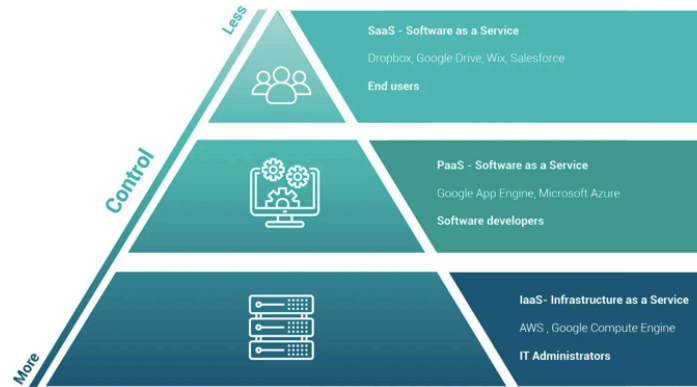 Less
Control
More
SaaS - Software as a Service
Dropbox, Google Drive, Wix, Salesforce
End users
PaaS - Software as a Service
Google App Engine, Microsoft Azure
Software developers
IaaS- Infrastructure as a Service
AWS , Google Compute Engine
IT Administrators